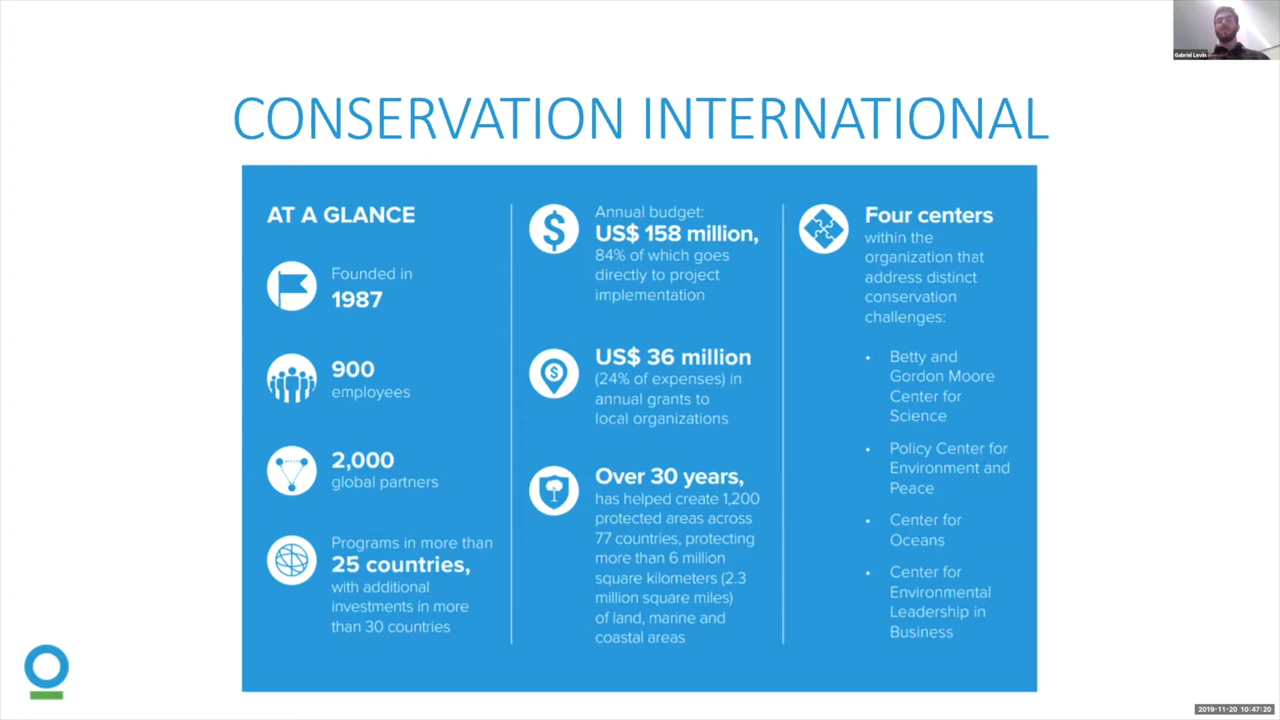 Gabriel Levin
CONSERVATION INTERNATIONAL
AT A GLANCE
Founded in
1987
900
employees
2,000
global partners
Programs in more than
25 countries,
with additional
investments in more
than 30 countries
Annual budget:
US$ 158 million,
84% of which goes
directly to project
implementation
US$ 36 million
(24% of expenses) in
annual grants to
local organizations
Over 30 years,
has helped create 1,200
protected areas across
77 countries, protecting
more than 6 million
square kilometers (2.3
million square miles)
of land, marine and
coastal areas
Four centers
within the
organization that
address distinct
conservation
challenges:
• Betty and
Gordon Moore
Center for
Science
• Policy Center for
Environment and
Peace
• Center for
Oceans
• Center for
Environmental
Leadership in
Business
2019-11-20 10:47:20